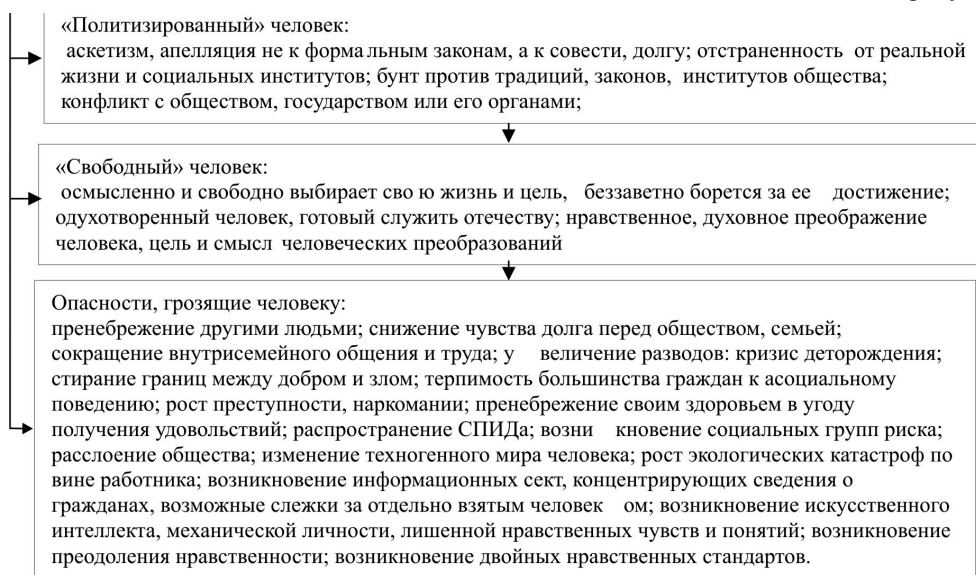 «Политизированный» человек:
аскетизм, апелляция не к формальным законам, а к совести, долгу; отстраненность от реальной
жизни и социальных институтов; бунт против традиций, законов, институтов общества;
конфликт с обществом, государством или его органами;
«Свободный» человек:
осмысленно и свободно выбирает сво ю жизнь и цель, беззаветно борется за ее достижение;
одухотворенный человек, готовый служить отечеству; нравственное, духовное преображение
человека, цель и смысл человеческих преобразований
Опасности, грозящие человеку:
пренебрежение другими людьми; снижение чувства долга перед обществом, семьей;
сокращение внутрисемейного общения и труда; у величение разводов: кризис деторождения;
стирание границ между добром и злом; терпимость большинства граждан к асоциальному
поведению; рост преступности, наркомании; пренебрежение своим здоровьем в угоду
получения удовольствий; распространение СПИДа; возни кновение социальных групп риска;
расслоение общества; изменение техногенного мира человека; рост экологических катастроф по
вине работника; возникновение информационных сект, концентрирующих сведения о
гражданах, возможные слежки за отдельно взятым человек ом; возникновение искусственного
интеллекта, механической личности, лишенной нравственных чувств и понятий; возникновение
преодоления нравственности; возникновение двойных нравственных стандартов.